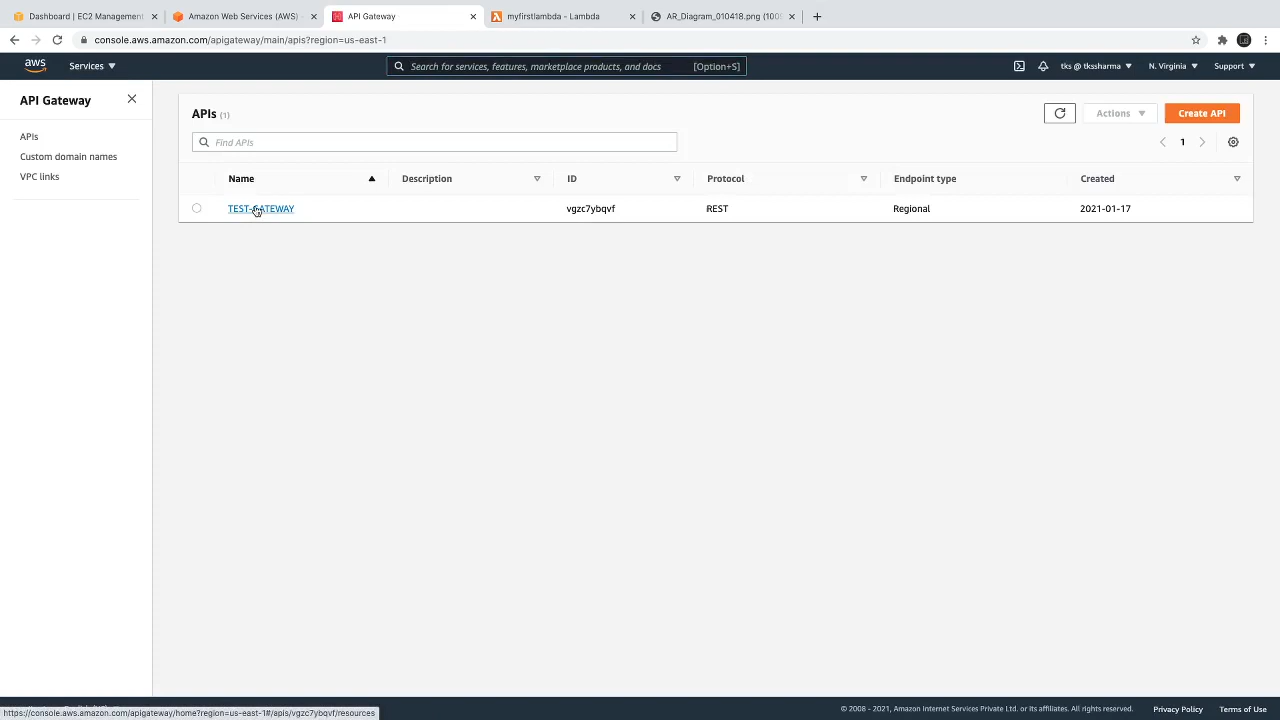 Dashboard | EC2 Management
Amazon Web Services (AWS) -
API Gateway
myfirstlambda - Lambda
AR_Diagram_010418.png (100
console.aws.amazon.com/apigateway/main/apis?region=us-east-1
aws
Services
Search for services, features, marketplace products, and docs
[Option+S]
tks @ tkssharma
N. Virginia
Support
API Gateway
APIs
Custom domain names
VPC links
APIs (1)
Actions
Create API
Find APIs
1
Name
Description
ID
Protocol
Endpoint type
Created
TEST-GATEWAY
vgzc7ybqvf
REST
Regional
2021-01-17
https://console.aws.amazon.com/apigateway/home?region=us-east-1#/apis/vgzc7ybqvf/resources
© 2008 - 2021, Amazon Internet Services Private Ltd. or its affiliates. All rights reserved.
Privacy Policy
Terms of Use